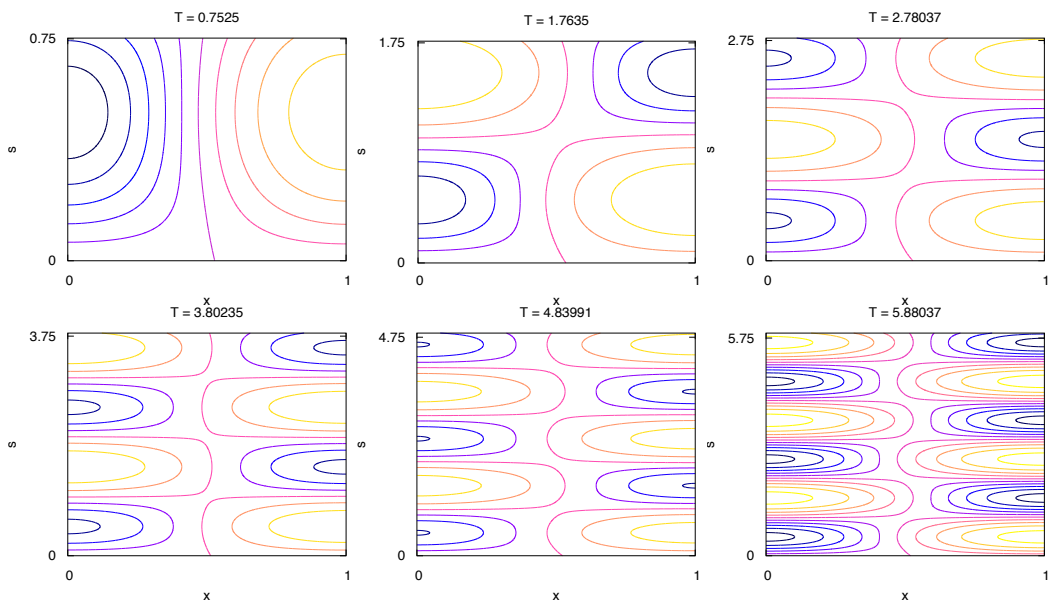 T = 0.7525
0.75
s
0
0
1
x
T = 1.7635
1.75
s
0
0
1
x
T = 2.78037
2.75
s
0
0
1
x
T = 3.80235
3.75
s
0
0
1
x
T = 4.83991
4.75
s
0
0
1
x
T = 5.88037
5.75
s
0
0
1
x